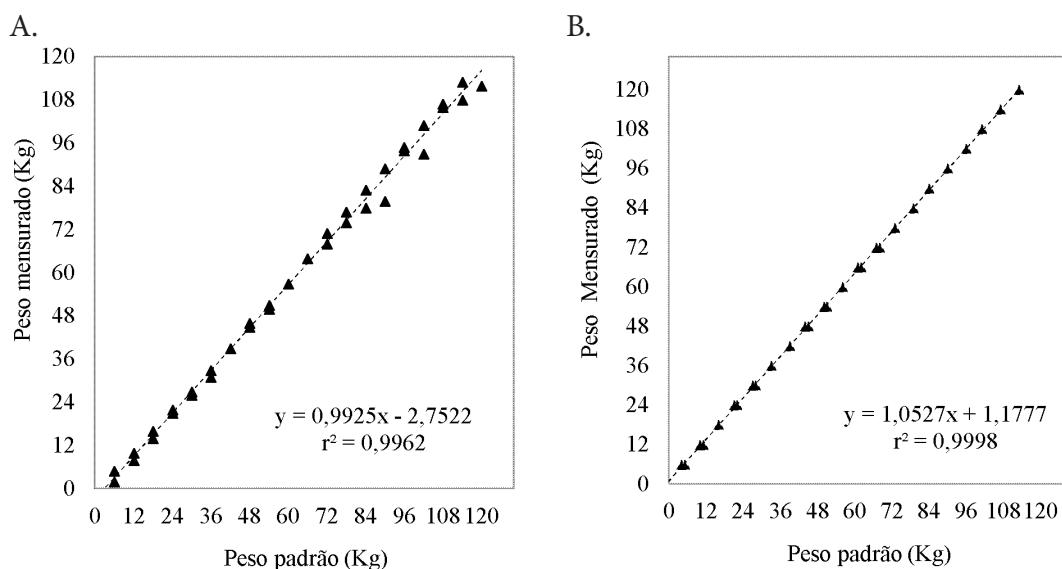 A.
120
108
96
84
72
60
48
36
24
12
0
Peso mensurado (Kg)
y = 0,9925x - 2,7522
r² = 0,9962
0 12 24 36 48 60 72 84 96 108 120
Peso padrão (Kg)
B.
120
108
96
84
72
60
48
36
24
12
0
Peso Mensurado (Kg)
y = 1,0527x + 1,1777
r² = 0,9998
0 12 24 36 48 60 72 84 96 108 120
Peso padrão (Kg)